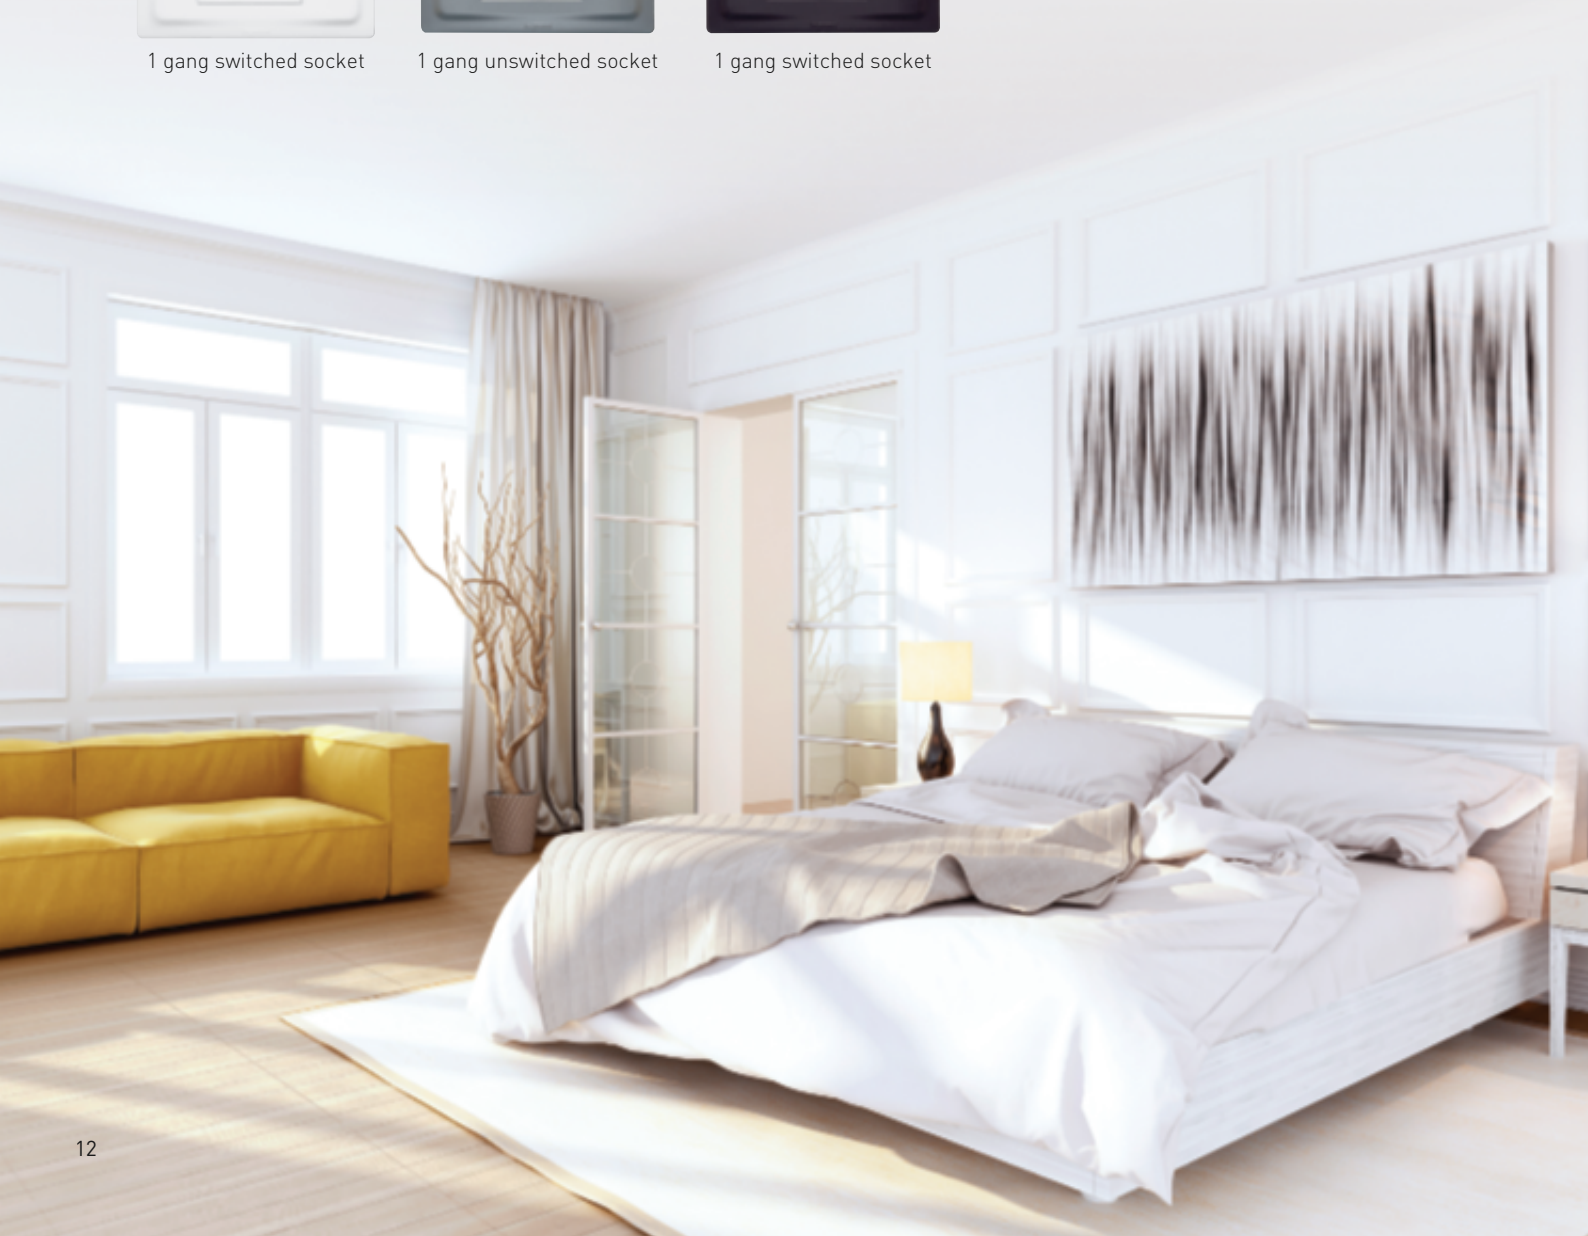 1 gang switched socket
1 gang unswitched socket
1 gang switched socket
12